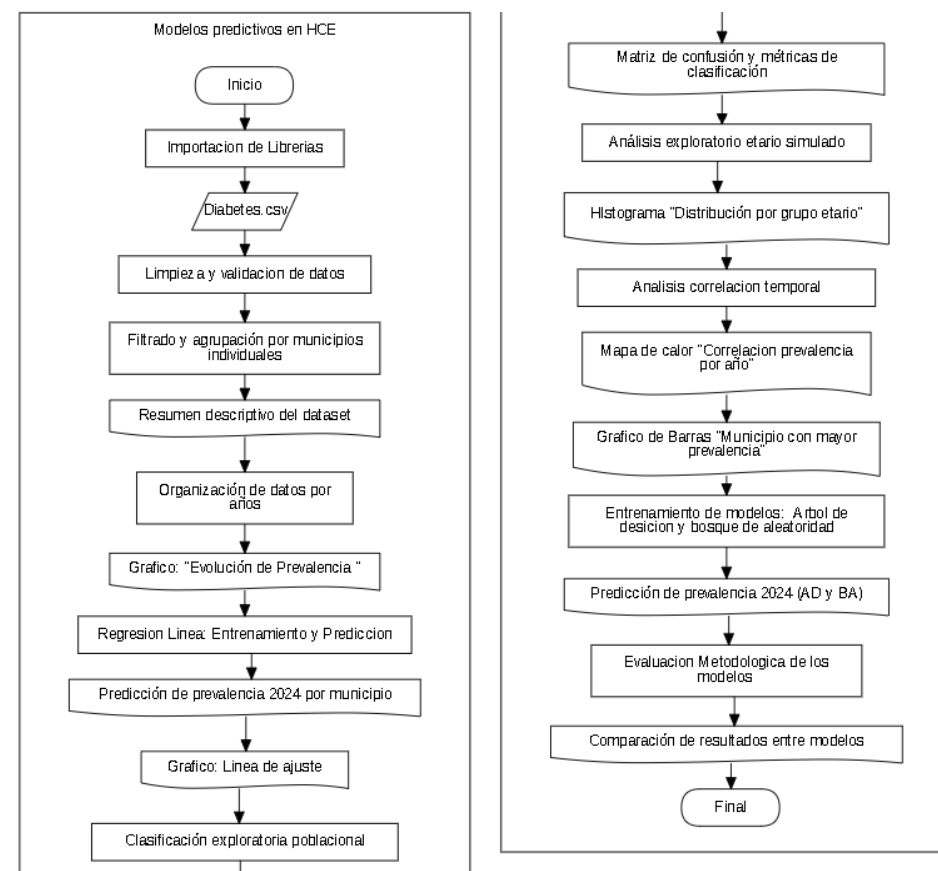 Modelos predictivos en HCE
Inicio
Importacion de Librerias
Diabetes.csv
Limpieza y validacion de datos
Filtrado y agrupación por municipios
individuales
Resumen descriptivo del dataset
Organización de datos por
años
Grafico: "Evolución de Prevalencia "
Regresion Linea: Entrenamiento y Prediccion
Predicción de prevalencia 2024 por municipio
Grafico: Linea de ajuste
Clasificación exploratoria poblacional
Matriz de confusión y métricas de
clasificación
Análisis exploratorio etario simulado
HIstograma "Distribución por grupo etario"
Analisis correlacion temporal
Mapa de calor "Correlacion prevalencia
por año"
Grafico de Barras "Municipio con mayor
prevalencia"
Entrenamiento de modelos: Arbol de
desicion y bosque de aleatoridad
Predicción de prevalencia 2024 (AD y BA)
Evaluacion Metodologica de los
modelos
Comparación de resultados entre modelos
Final